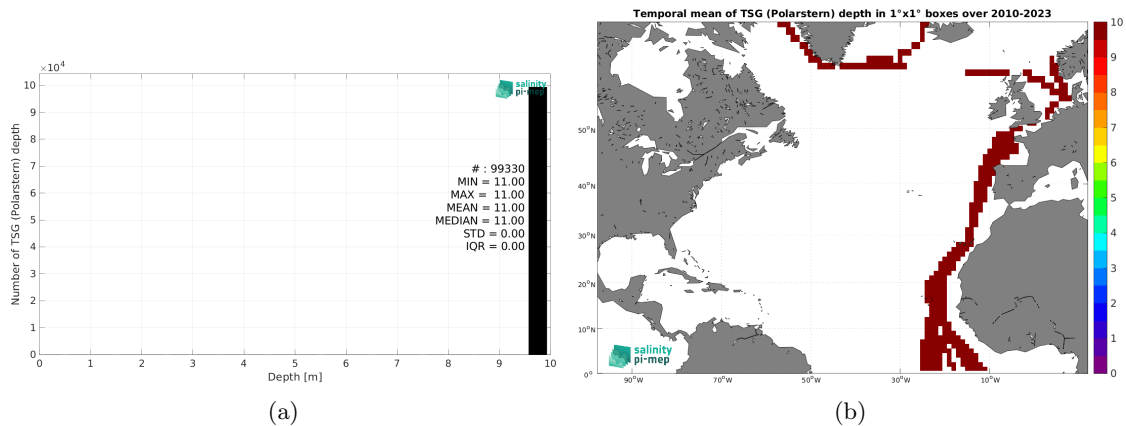 ×10⁴
10
9
8
7
6
5
4
3
2
1
0
Number of TSG (Polarstern) depth
salinity
pi-mep
# : 99330
MIN = 11.00
MAX = 11.00
MEAN = 11.00
MEDIAN = 11.00
STD = 0.00
IQR = 0.00
0 1 2 3 4 5 6 7 8 9 10
Depth [m]
(a)
Temporal mean of TSG (Polarstern) depth in 1°x1° boxes over 2010-2023
50°N
40°N
30°N
20°N
10°N
0°
90°W 70°W 50°W 30°W 10°W
salinity
pi-mep
10
9
8
7
6
5
4
3
2
1
0
(b)